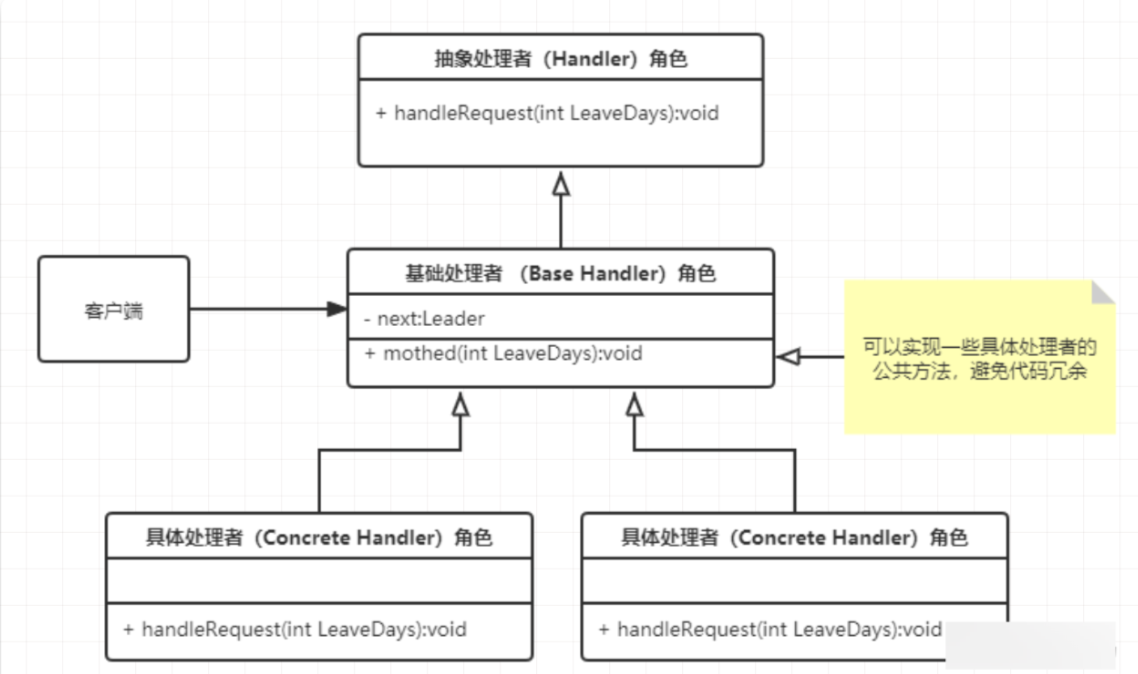 抽象处理者（Handler）角色
+ handleRequest(int LeaveDays):void
客户端
基础处理者 （Base Handler）角色
- next:Leader
+ mothed(int LeaveDays):void
可以实现一些具体处理者的
公共方法，避免代码冗余
具体处理者（Concrete Handler）角色
+ handleRequest(int LeaveDays):void
具体处理者（Concrete Handler）角色
+ handleRequest(int LeaveDays):void